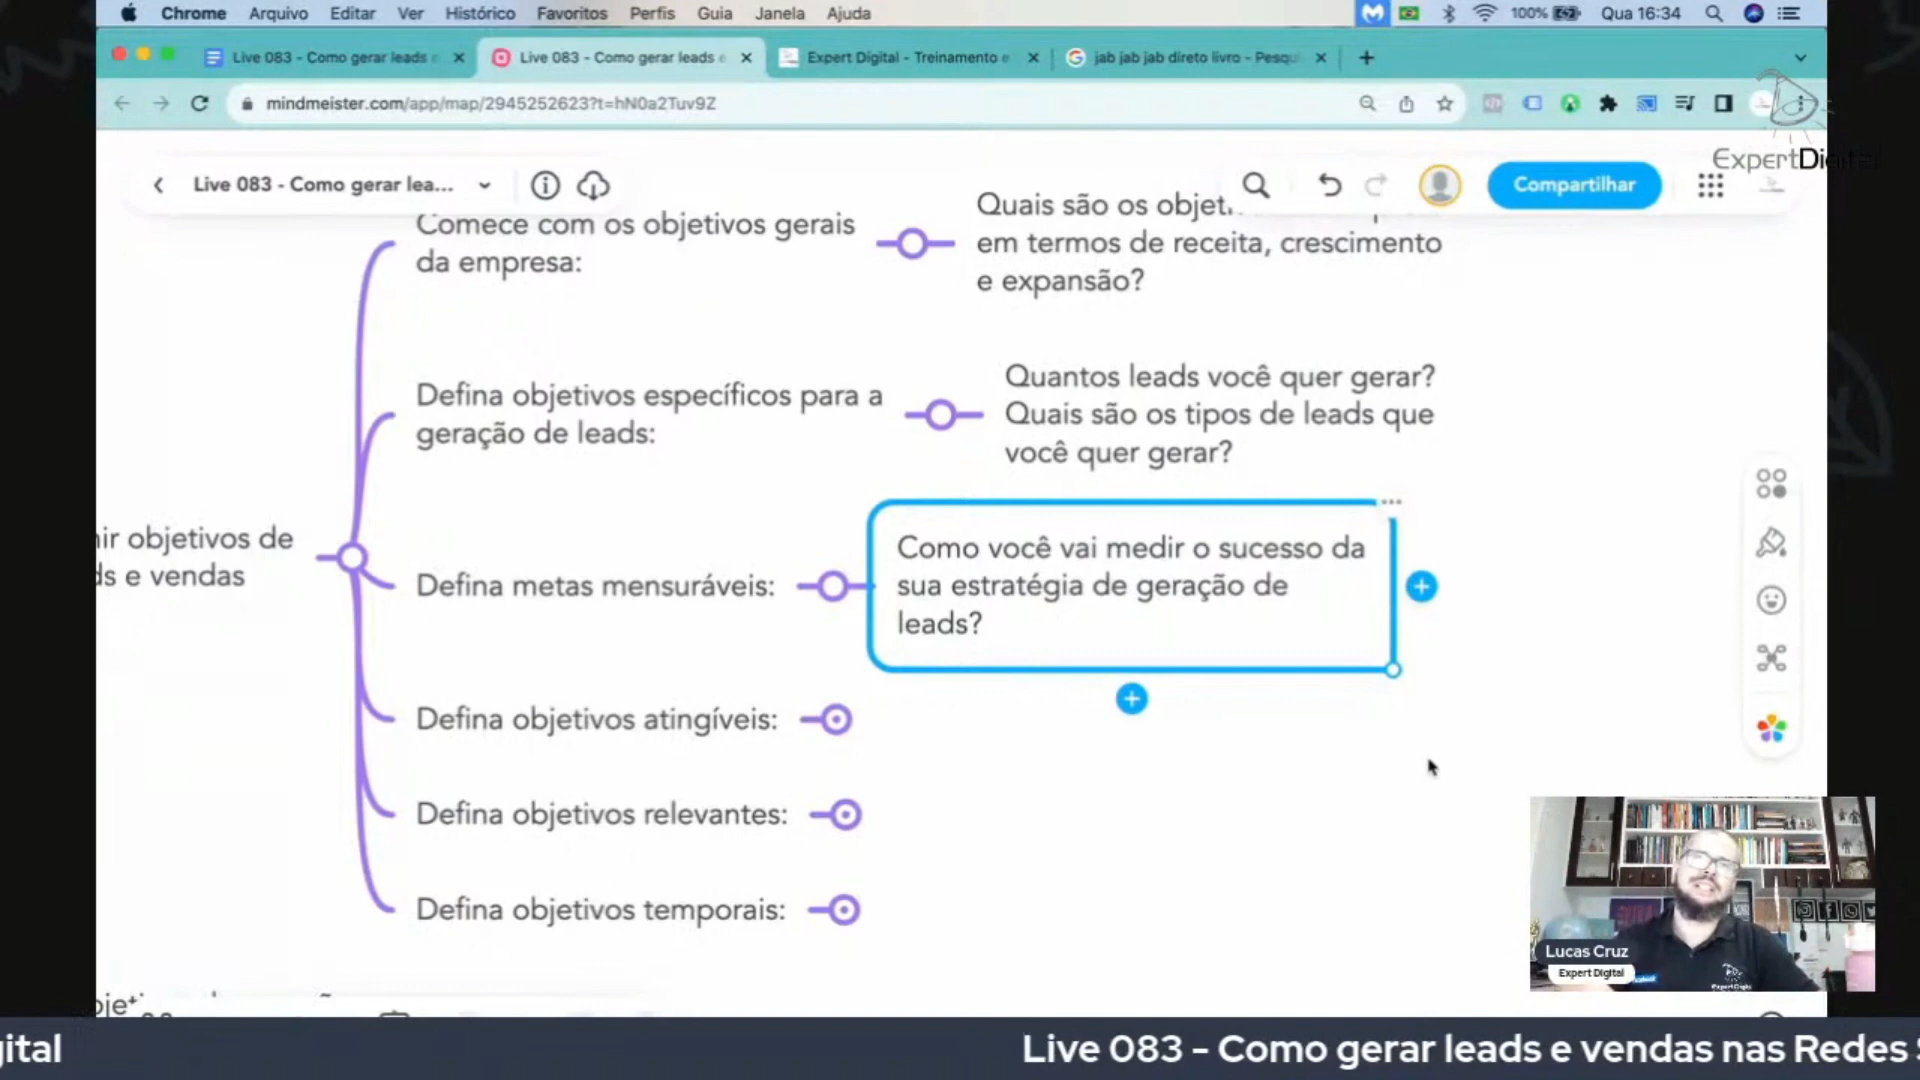 Chrome Arquivo Editar Ver Histórico Favoritos Perfis Guia Janela Ajuda 100% Qua 16:34
Live 083 - Como gerar leads e
Live 083 - Como gerar leads e
Expert Digital - Treinamento e
jab jab jab direto livro - Pesqui
mindmeister.com/app/map/2945252623?t=hN0a2Tuv9Z
ExpertDigital
Live 083 - Como gerar lea...
Compartilhar
Comece com os objetivos gerais
da empresa:
Quais são os
em termos de receita, crescimento
e expansão?
Defina objetivos específicos para a
geração de leads:
Quantos leads você quer gerar?
Quais são os tipos de leads que
você quer gerar?
ir objetivos de
ds e vendas
Defina metas mensuráveis:
Como você vai medir o sucesso da
sua estratégia de geração de
leads?
Defina objetivos atingíveis:
Defina objetivos relevantes:
Defina objetivos temporais:
Lucas Cruz
Expert Digital
gital
Live 083 - Como gerar leads e vendas nas Redes